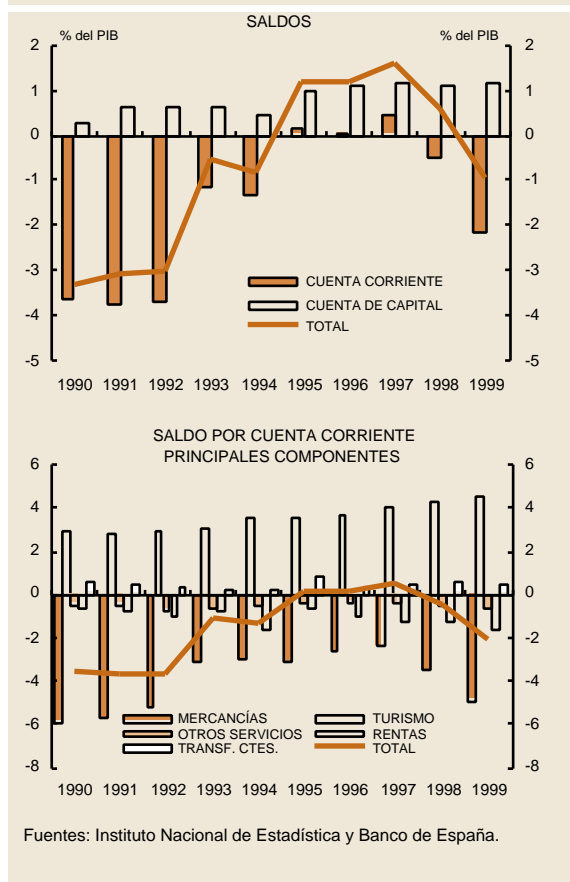 SALDOS
% del PIB % del PIB
2 2
1 1
0 0
-1 -1
-2 -2
-3 -3
CUENTA CORRIENTE
CUENTA DE CAPITAL
-4 -4
TOTAL
-5 -5
1990 1991 1992 1993 1994 1995 1996 1997 1998 1999
SALDO POR CUENTA CORRIENTE
PRINCIPALES COMPONENTES
6 6
4 4
2 2
0 0
-2 -2
-4 -4
-6 -6
MERCANCÍAS TURISMO
OTROS SERVICIOS RENTAS
TRANSF. CTES. TOTAL
-8 -8
1990 1991 1992 1993 1994 1995 1996 1997 1998 1999
Fuentes: Instituto Nacional de Estadística y Banco de España.